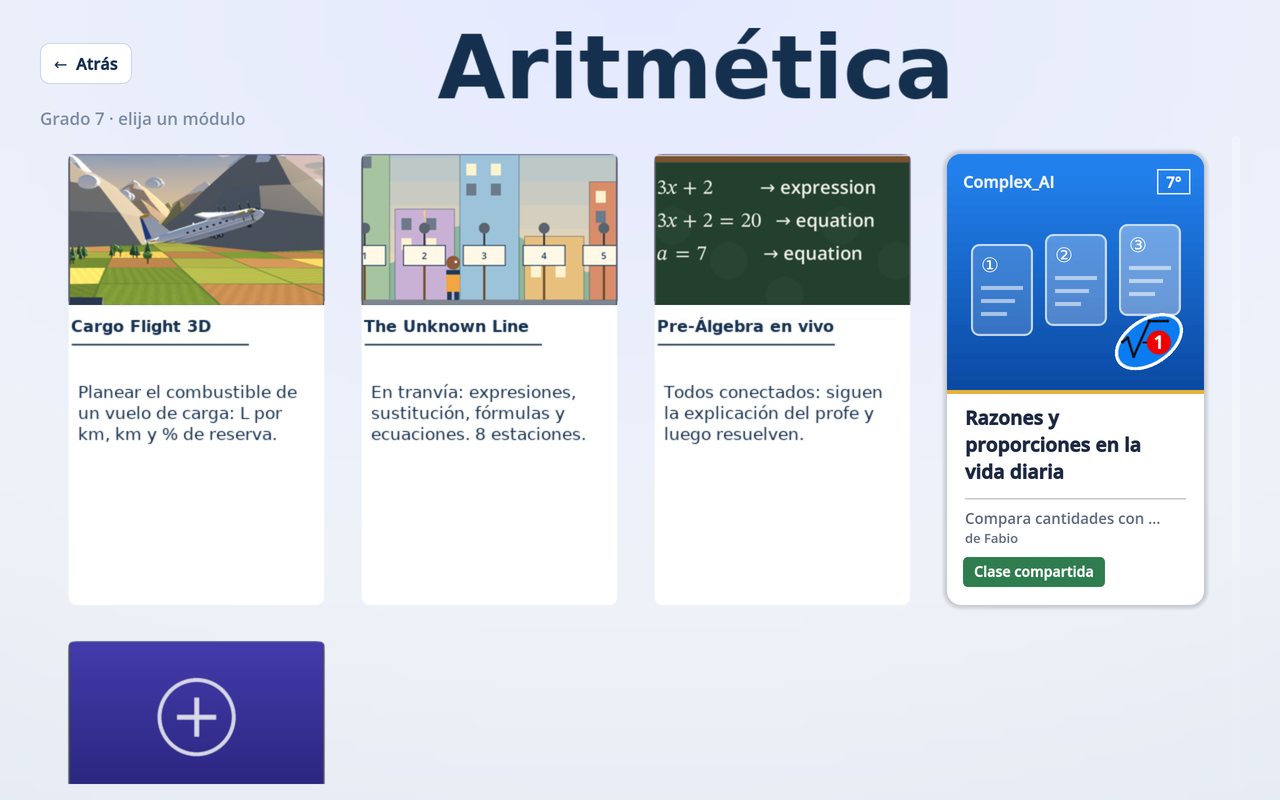 ← Atrás
Aritmética
Grado 7 · elija un módulo
1 2 3 4 5
3x + 2 → expression
3x + 2 = 20 → equation
a = 7 → equation
Complex_AI
7°
① ② ③
√ 1
Cargo Flight 3D
Planear el combustible de
un vuelo de carga: L por
km, km y % de reserva.
The Unknown Line
En tranvía: expresiones,
sustitución, fórmulas y
ecuaciones. 8 estaciones.
Pre-Álgebra en vivo
Todos conectados: siguen
la explicación del profe y
luego resuelven.
Razones y
proporciones en la
vida diaria
Compara cantidades con ...
de Fabio
Clase compartida